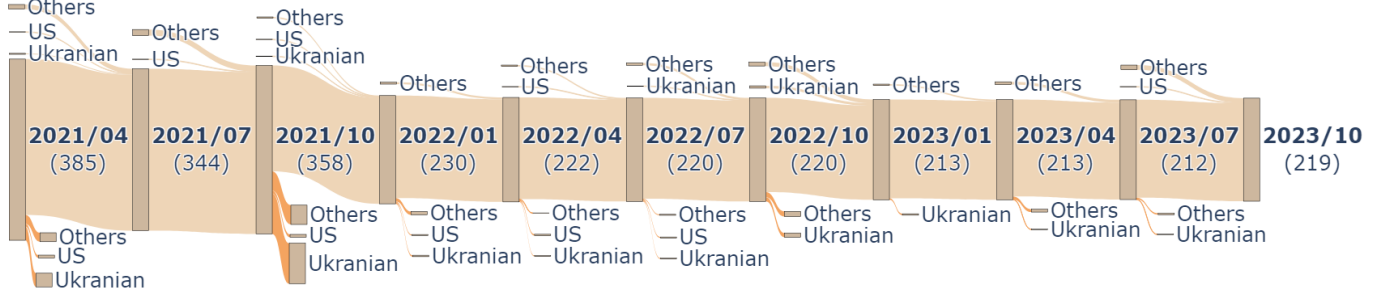 Others
US
Ukranian
Others
US
Others
US
Ukranian
Others
Others
US
Others
Ukranian
Others
Ukranian
Others
Others
Others
US
2021/04
(385)
2021/07
(344)
2021/10
(358)
2022/01
(230)
2022/04
(222)
2022/07
(220)
2022/10
(220)
2023/01
(213)
2023/04
(213)
2023/07
(212)
2023/10
(219)
Others
US
Ukranian
Others
US
Ukranian
Others
US
Ukranian
Others
US
Ukranian
Others
US
Ukranian
Others
Ukranian
Ukranian
Others
Ukranian
Others
Ukranian